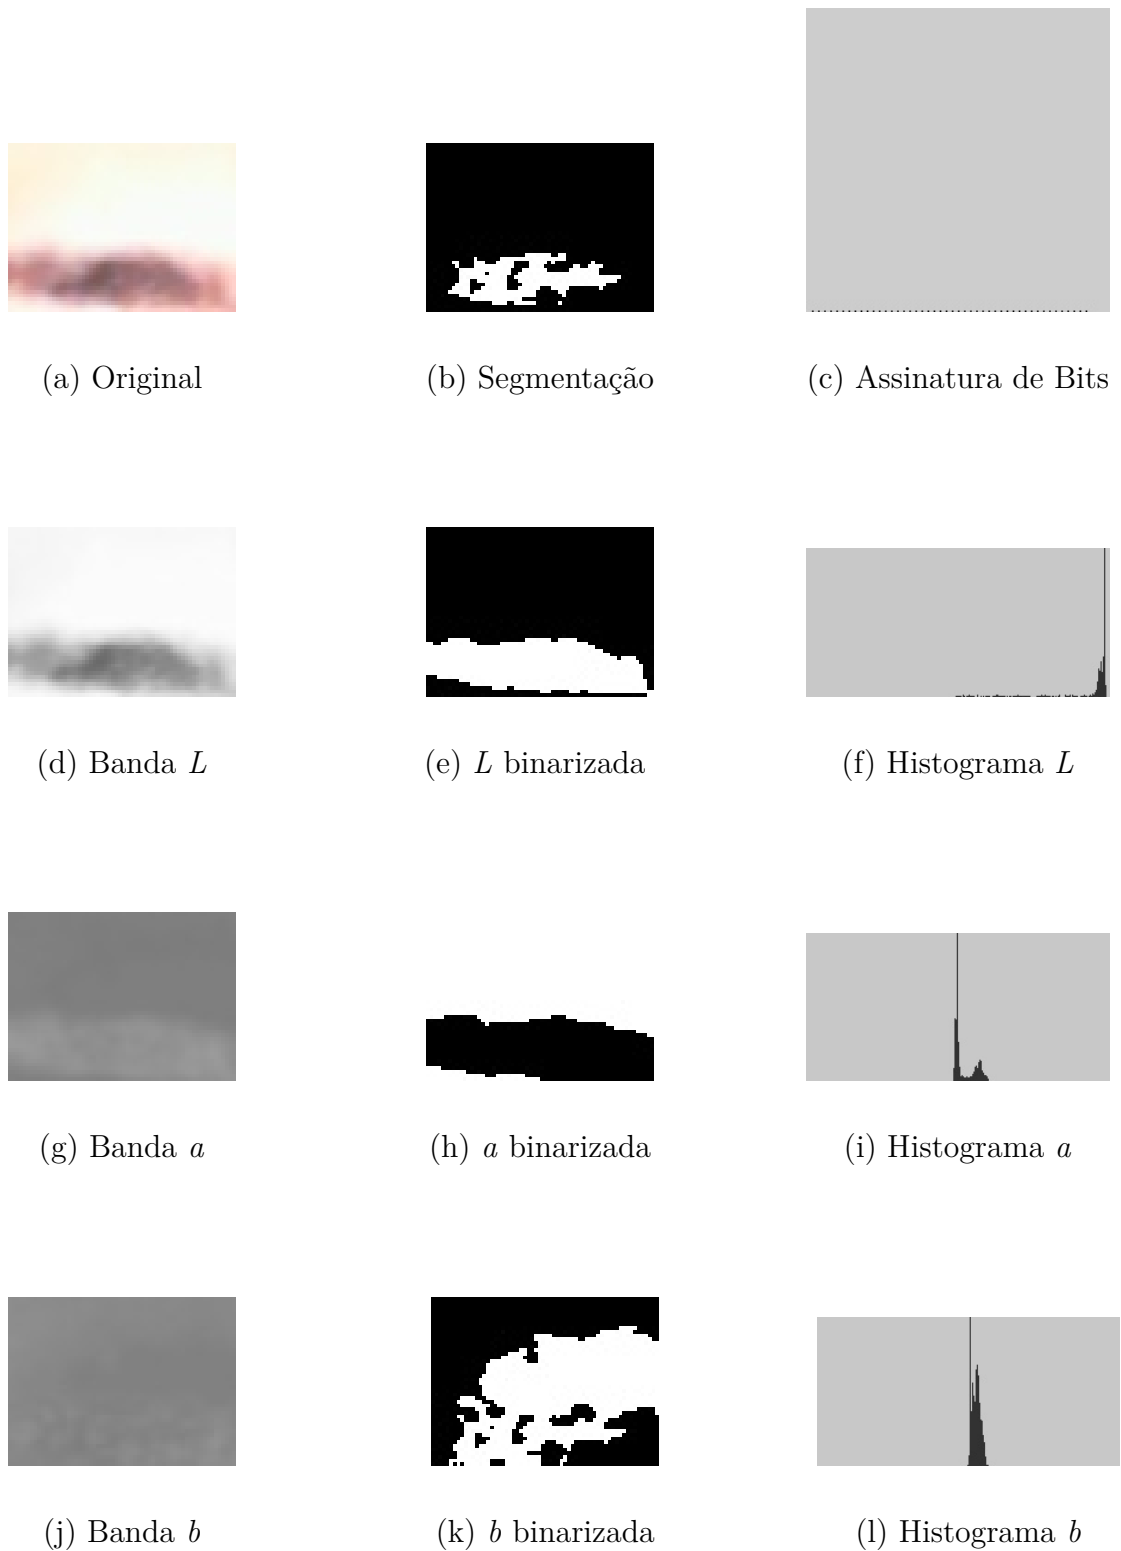 (a) Original
(b) Segmentação
(c) Assinatura de Bits
(d) Banda L
(e) L binarizada
(f) Histograma L
(g) Banda a
(h) a binarizada
(i) Histograma a
(j) Banda b
(k) b binarizada
(l) Histograma b